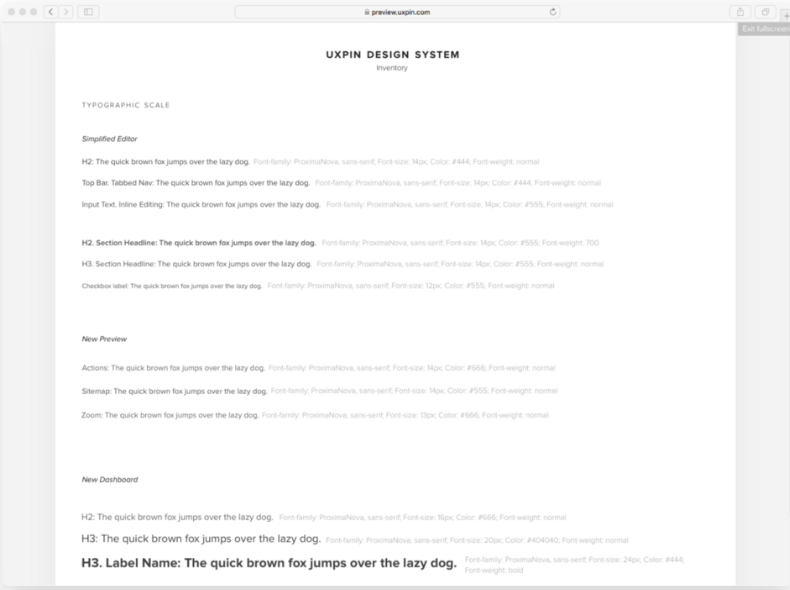 preview.uxpin.com
Exit fullscreen
UXPIN DESIGN SYSTEM
Inventory
TYPOGRAPHIC SCALE
Simplified Editor
H2: The quick brown fox jumps over the lazy dog. Font-family: ProximaNova, sans-serif; Font-size: 14px; Color: #444; Font-weight: normal
Top Bar. Tabbed Nav: The quick brown fox jumps over the lazy dog. Font-family: ProximaNova, sans-serif; Font-size: 14px; Color: #444; Font-weight: normal
Input Text. Inline Editing: The quick brown fox jumps over the lazy dog. Font-family: ProximaNova, sans-serif; Font-size: 14px; Color: #555; Font-weight: normal
H2. Section Headline: The quick brown fox jumps over the lazy dog. Font-family: ProximaNova, sans-serif; Font-size: 14px; Color: #555; Font-weight: 700
H3. Section Headline: The quick brown fox jumps over the lazy dog. Font-family: ProximaNova, sans-serif; Font-size: 14px; Color: #555; Font-weight: normal
Checkbox label: The quick brown fox jumps over the lazy dog. Font-family: ProximaNova, sans-serif; Font-size: 12px; Color: #555; Font-weight: normal
New Preview
Actions: The quick brown fox jumps over the lazy dog. Font-family: ProximaNova, sans-serif; Font-size: 14px; Color: #666; Font-weight: normal
Sitemap: The quick brown fox jumps over the lazy dog. Font-family: ProximaNova, sans-serif; Font-size: 14px; Color: #555; Font-weight: normal
Zoom: The quick brown fox jumps over the lazy dog. Font-family: ProximaNova, sans-serif; Font-size: 13px; Color: #666; Font-weight: normal
New Dashboard
H2: The quick brown fox jumps over the lazy dog. Font-family: ProximaNova, sans-serif; Font-size: 16px; Color: #666; Font-weight: normal
H3: The quick brown fox jumps over the lazy dog. Font-family: ProximaNova, sans-serif; Font-size: 20px; Color: #404040; Font-weight: normal
H3. Label Name: The quick brown fox jumps over the lazy dog. Font-family: ProximaNova, sans-serif; Font-size: 24px; Color: #444;
Font-weight: bold